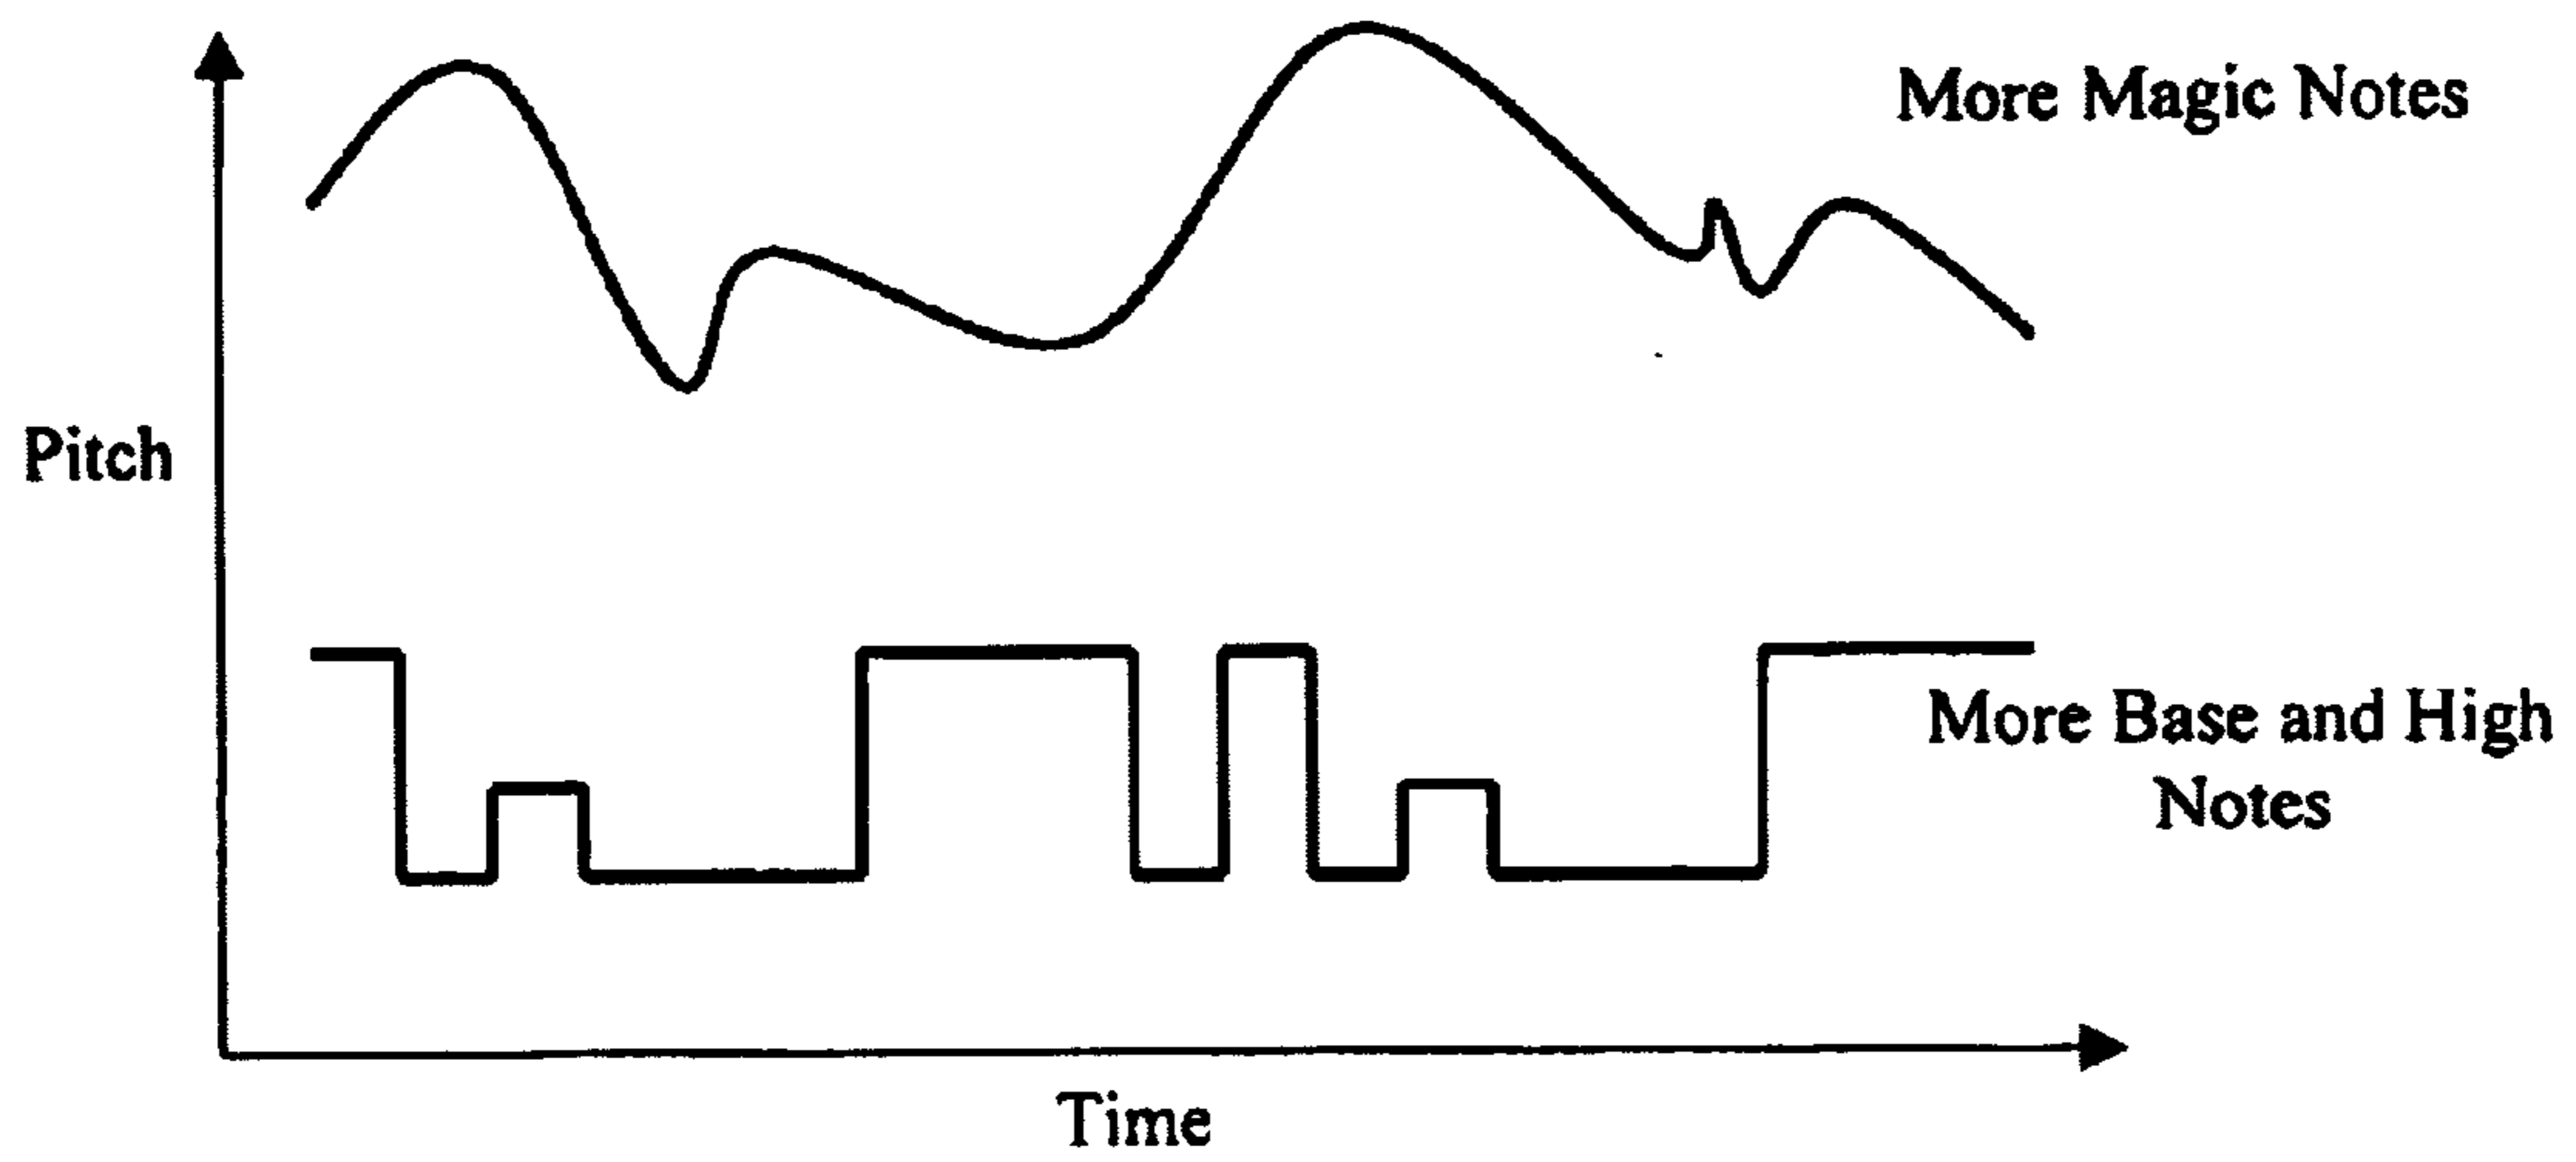 More Magic Notes
Pitch
More Base and High
Notes
Time